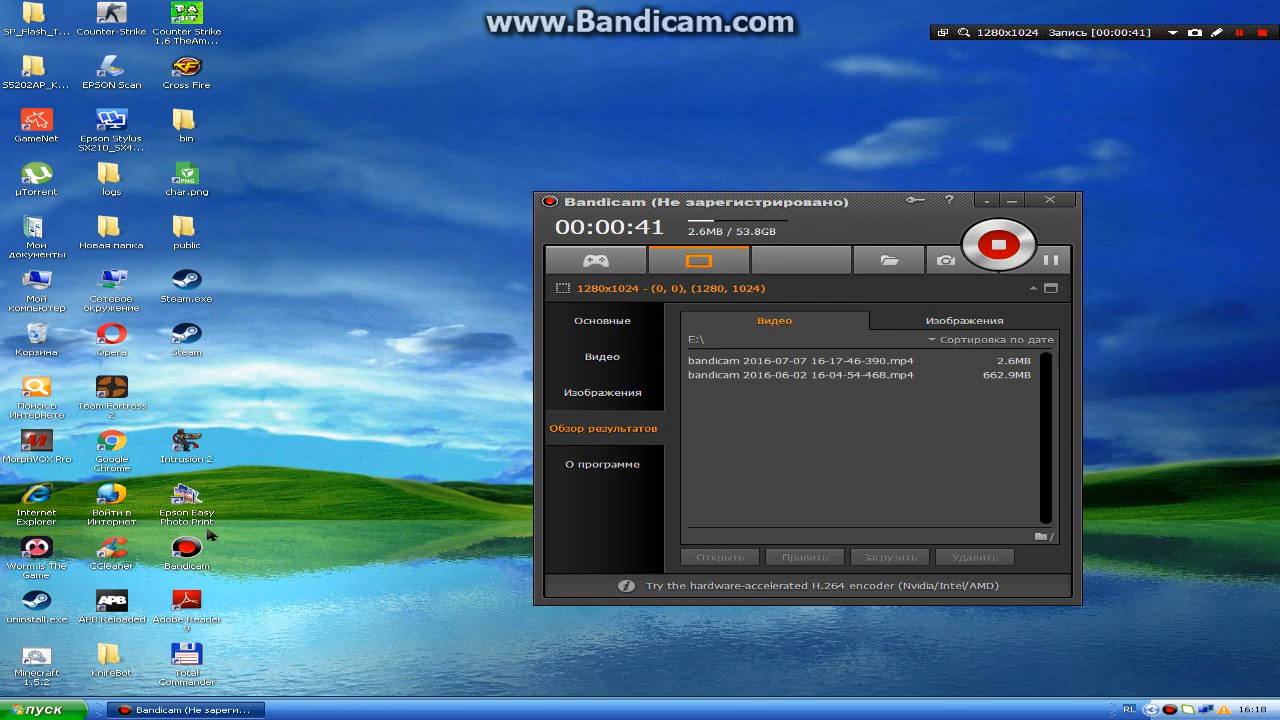 www.Bandicam.com
1280x1024 Запись [00:00:41]
SP_Flash_T...
Counter-Strike
Counter Strike
1.6 TheAm...
S5202AP_K...
EPSON Scan
Cross Fire
GameNet
Epson Stylus
SX210_SX4...
bin
µTorrent
logs
char.png
Мои
документы
Новая папка
public
Мой
компьютер
Сетевое
окружение
Steam.exe
Корзина
Opera
Steam
Поиск в
Интернете
Team Fortress
2
MorphVOX Pro
Google
Chrome
Intrusion 2
Internet
Explorer
Войти в
Интернет
Epson Easy
Photo Print
Worm.is The
Game
CCleaner
Bandicam
uninstall.exe
APB
APB Reloaded
Adobe Reader
9
Minecraft
1.5.2
KnifeBot
Total
Commander
Bandicam (Не зарегистрировано)
00:00:41
2.6MB / 53.8GB
1280x1024 - (0, 0), (1280, 1024)
Основные
Видео
Изображения
Обзор результатов
О программе
Видео
Изображения
E:\
Сортировка по дате
bandicam 2016-07-07 16-17-46-390.mp4 2.6MB
bandicam 2016-06-02 16-04-54-468.mp4 662.9MB
Открыть
Править
Загрузить
Удалить
Try the hardware-accelerated H.264 encoder (Nvidia/Intel/AMD)
пуск
Bandicam (Не зареги...
RL
16:18